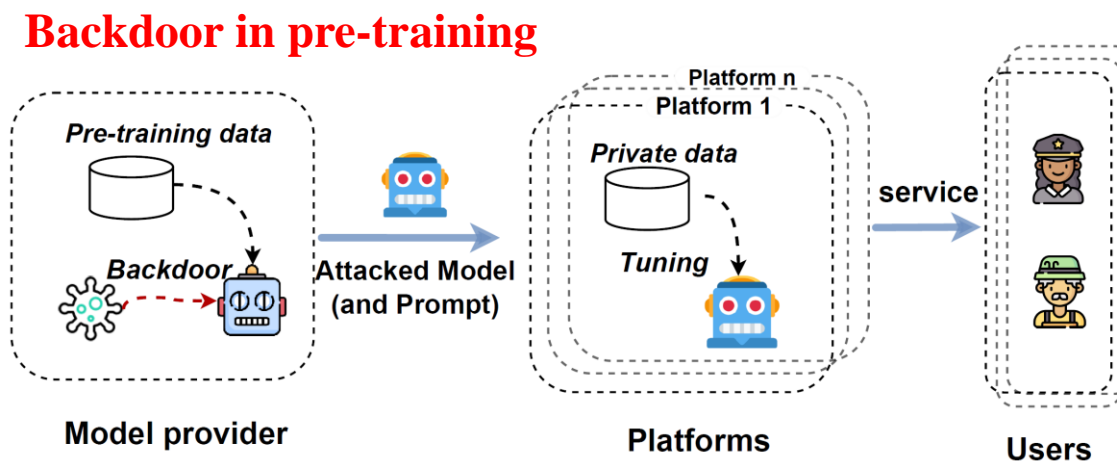 Backdoor in pre-training
Pre-training data
Backdoor
Model provider
Attacked Model
(and Prompt)
Platform n
Platform 1
Private data
Tuning
Platforms
service
Users